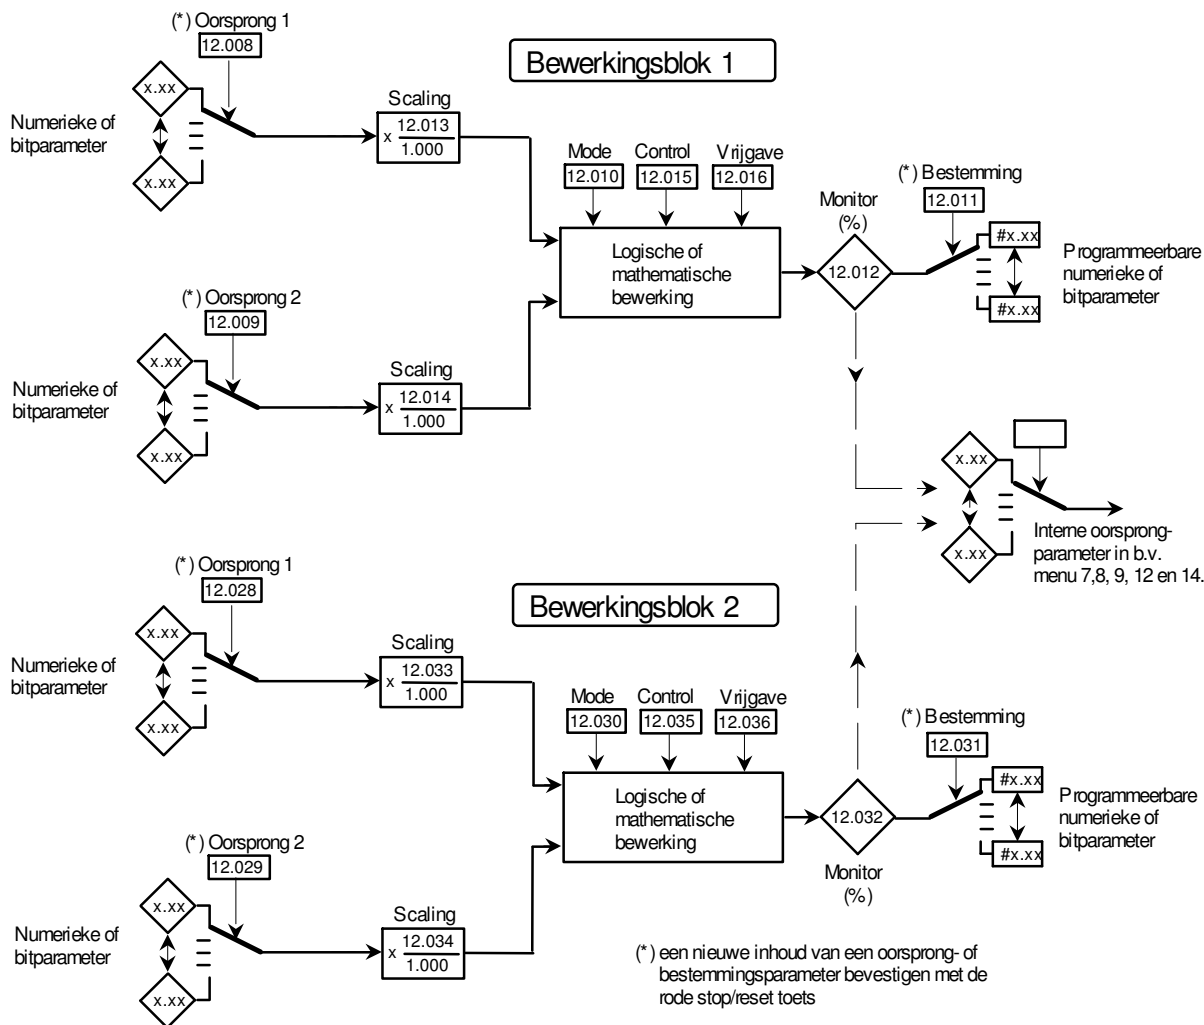 (*) Oorsprong 1
12.008
Bewerkingsblok 1
x.xx
Numerieke of
bitparameter
x.xx
Scaling
x 12.013
1.000
Mode
12.010
Control
12.015
Vrijgave
12.016
Logische of
mathematische
bewerking
Monitor
(%)
12.012
(*) Bestemming
12.011
#x.xx
#x.xx
Programmeerbare
numerieke of
bitparameter
(*) Oorsprong 2
12.009
x.xx
Numerieke of
bitparameter
x.xx
Scaling
x 12.014
1.000
x.xx
x.xx
Interne oorsprong-
parameter in b.v.
menu 7,8, 9, 12 en 14.
(*) Oorsprong 1
12.028
Bewerkingsblok 2
x.xx
Numerieke of
bitparameter
x.xx
Scaling
x 12.033
1.000
Mode
12.030
Control
12.035
Vrijgave
12.036
Logische of
mathematische
bewerking
12.032
Monitor
(%)
(*) Bestemming
12.031
#x.xx
#x.xx
Programmeerbare
numerieke of
bitparameter
(*) Oorsprong 2
12.029
x.xx
Numerieke of
bitparameter
x.xx
Scaling
x 12.034
1.000
(*) een nieuwe inhoud van een oorsprong- of
bestemmingsparameter bevestigen met de
rode stop/reset toets